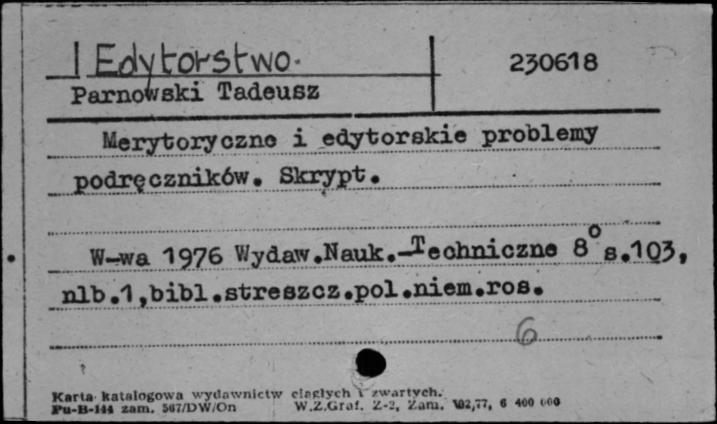 I Edytorstwo.
230618
Parnowski Tadeusz
Merytoryczne i edytorskie problemy
podręczników. Skrypt.
W-wa 1976 Wydaw.Nauk.-Techniczne 8° s.103,
nlb.1,bibl.streszcz.pol.niem.ros.
6
Karta katalogowa wydawnictw ciągłych i zwartych.
Pu-B-144 zam. 567/DW/On W.Z.Graf. Z-2, Zam. 102,77, 6 400 000